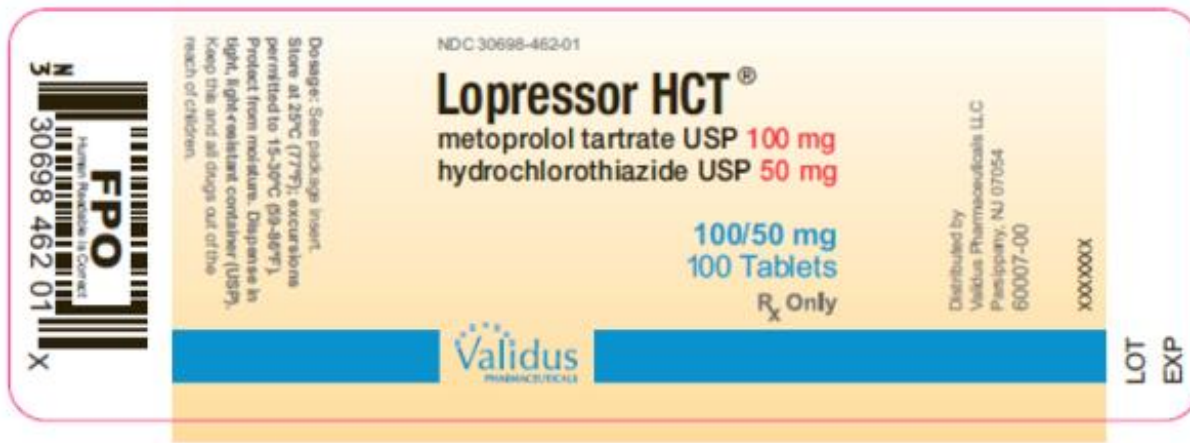 N
3
30698 462 01
X
FPO
Human Readable is Correct
Dosage: See package insert.
Store at 25°C (77°F); excursions
permitted to 15-30°C (59-86°F).
Protect from moisture. Dispense in
tight, light-resistant container (USP).
Keep this and all drugs out of the
reach of children.
NDC 30698-462-01
Lopressor HCT®
metoprolol tartrate USP 100 mg
hydrochlorothiazide USP 50 mg
100/50 mg
100 Tablets
Rx Only
Validus
PHARMACEUTICALS
Distributed by
Validus Pharmaceuticals LLC
Parsippany, NJ 07054
60007-00
XXXXXXX
LOT
EXP